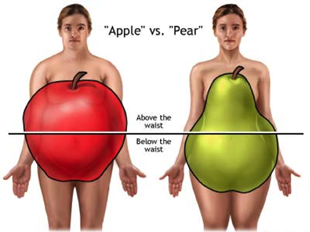 "Apple" vs. "Pear"
Above the
waist
Below the
waist